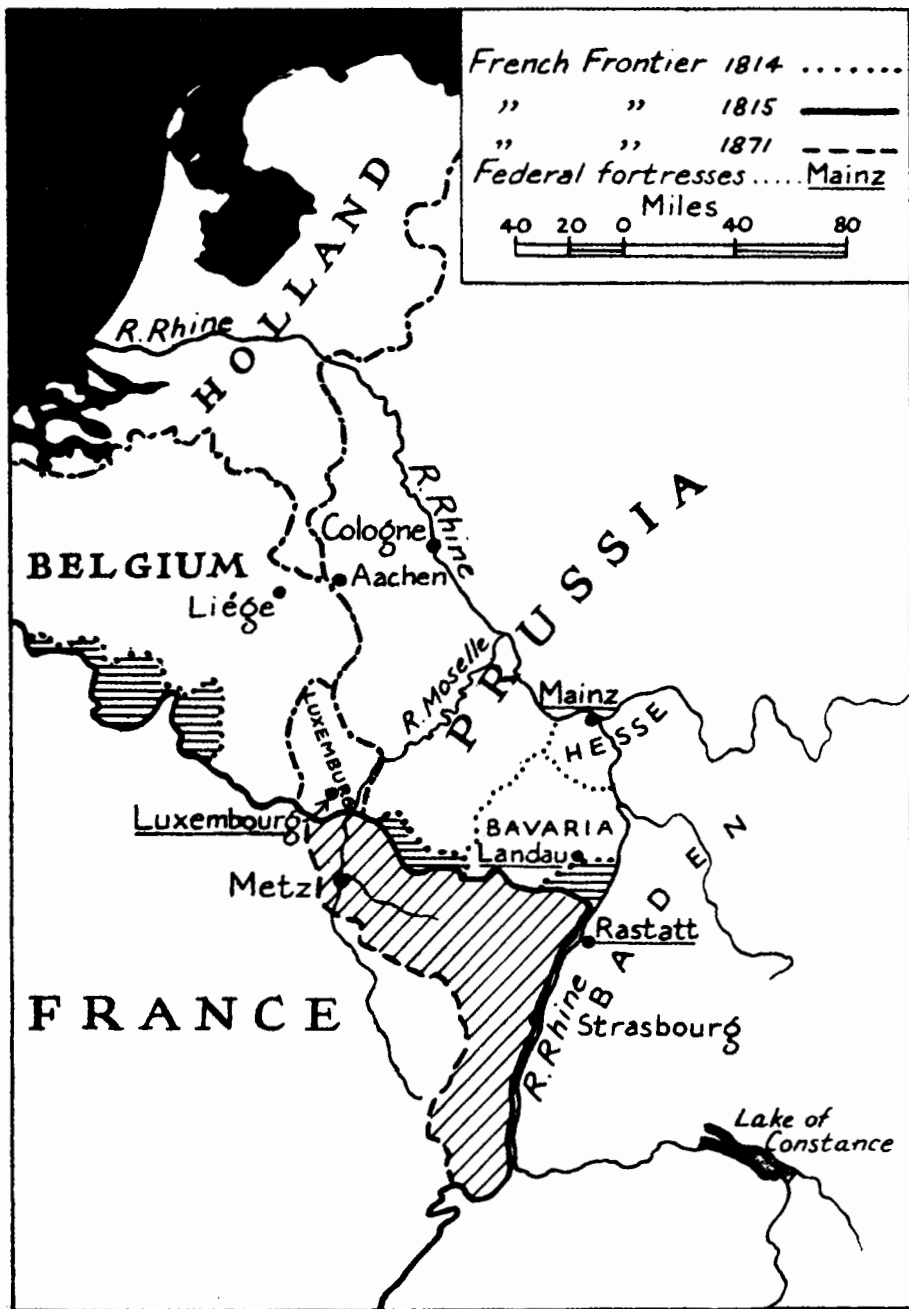 French Frontier 1814 .......
” ” 1815
” ” 1871
Federal fortresses ..... Mainz
Miles
40 20 0 40 80
HOLLAND
R. Rhine
R. Rhine
Cologne
Aachen
BELGIUM
Liége
PRUSSIA
R. Moselle
Mainz
HESSE
LUXEMBURG
Luxembourg
BAVARIA
Landau
Metz
BADEN
Rastatt
FRANCE
R. Rhine
Strasbourg
Lake of
Constance